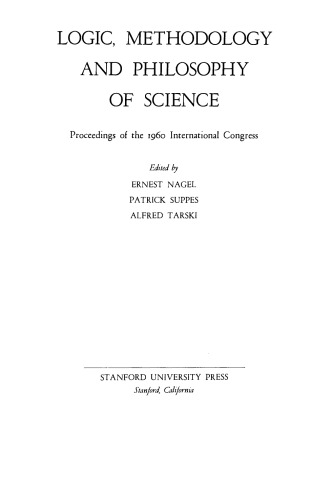 LOGIC, METHODOLOGY
AND PHILOSOPHY
OF SCIENCE
Proceedings of the 1960 International Congress
Edited by
ERNEST NAGEL
PATRICK SUPPES
ALFRED TARSKI
STANFORD UNIVERSITY PRESS
Stanford, California